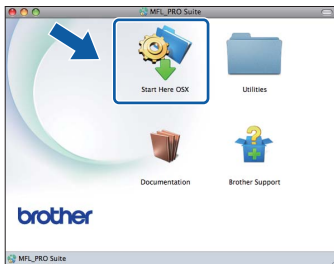 MFL_PRO Suite
Start Here OSX
Utilities
Documentation
Brother Support
brother
MFL_PRO Suite